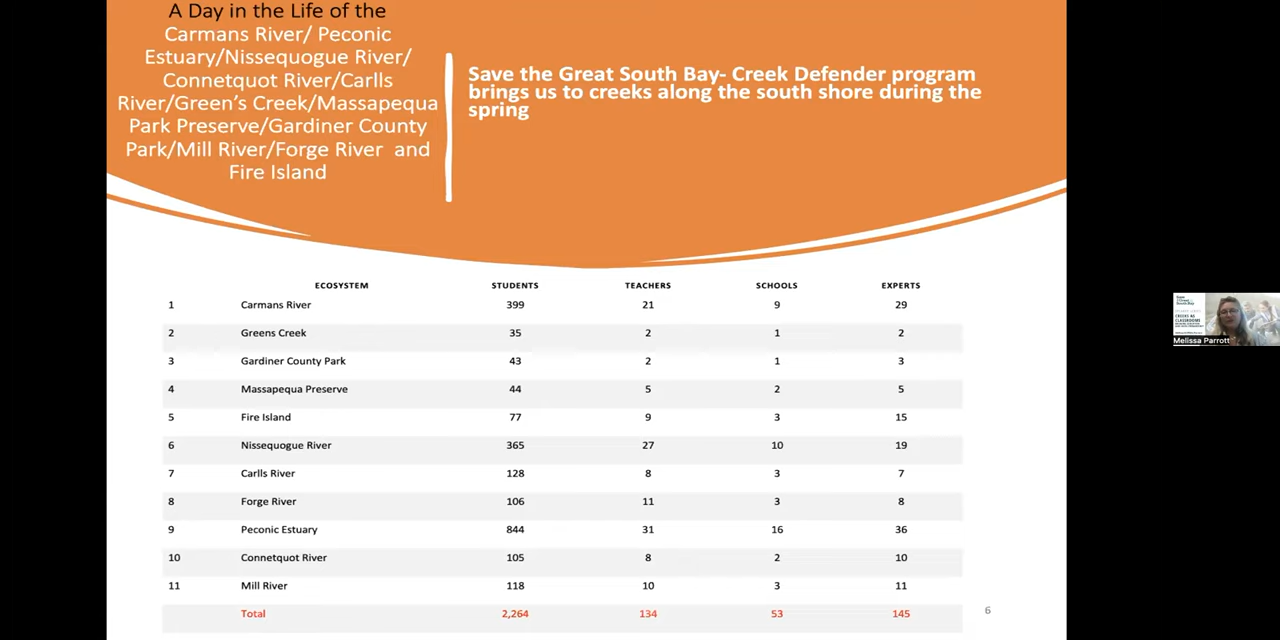 A Day in the Life of the
Carmans River/ Peconic
Estuary/Nissequogue River/
Connetquot River/Carlls
River/Green's Creek/Massapequa
Park Preserve/Gardiner County
Park/Mill River/Forge River and
Fire Island
Save the Great South Bay- Creek Defender program
brings us to creeks along the south shore during the
spring
ECOSYSTEM STUDENTS TEACHERS SCHOOLS EXPERTS
1 Carmans River 399 21 9 29
2 Greens Creek 35 2 1 2
3 Gardiner County Park 43 2 1 3
4 Massapequa Preserve 44 5 2 5
5 Fire Island 77 9 3 15
6 Nissequogue River 365 27 10 19
7 Carlls River 128 8 3 7
8 Forge River 106 11 3 8
9 Peconic Estuary 844 31 16 36
10 Connetquot River 105 8 2 10
11 Mill River 118 10 3 11
Total 2,264 134 53 145
6
Save
Great
South Bay
CREEKS AS
CLASSROOMS
Melissa Parrott